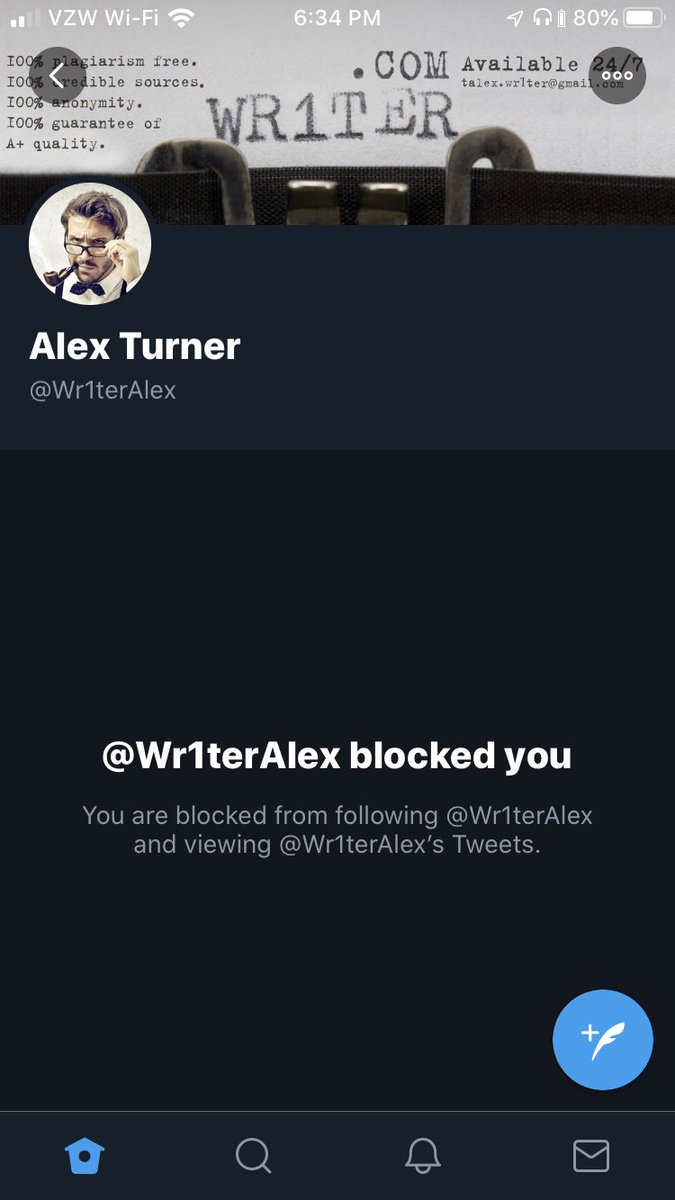 VZW Wi-Fi 6:34 PM 80%
100% plagiarism free.
100% credible sources.
100% anonymity.
100% guarantee of
A+ quality.
.COM
WR1TER
Available 24/7
talex.wr1ter@gmail.com
Alex Turner
@Wr1terAlex
@Wr1terAlex blocked you
You are blocked from following @Wr1terAlex
and viewing @Wr1terAlex’s Tweets.